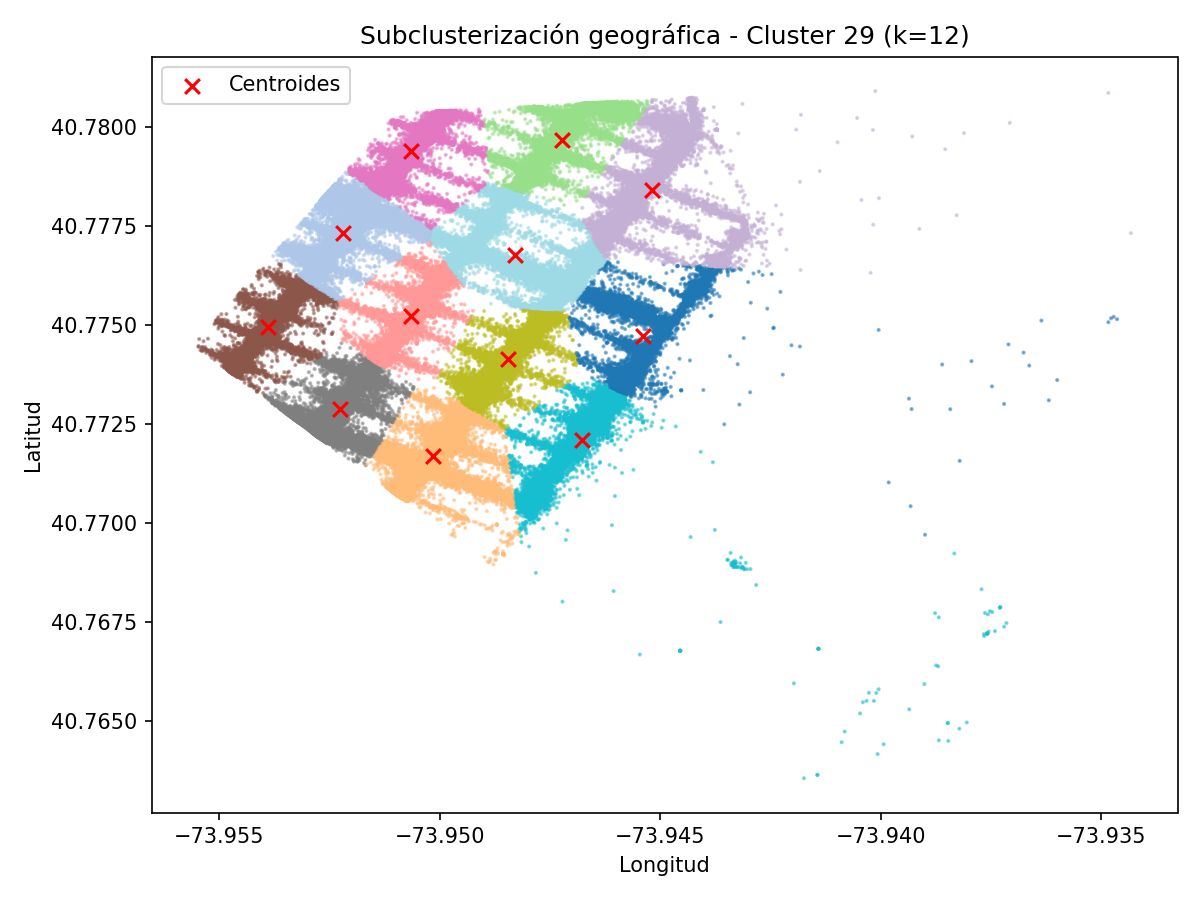 Subclusterización geográfica - Cluster 29 (k=12)
Centroides
40.7800
40.7775
40.7750
40.7725
40.7700
40.7675
40.7650
Latitud
−73.955 −73.950 −73.945 −73.940 −73.935
Longitud